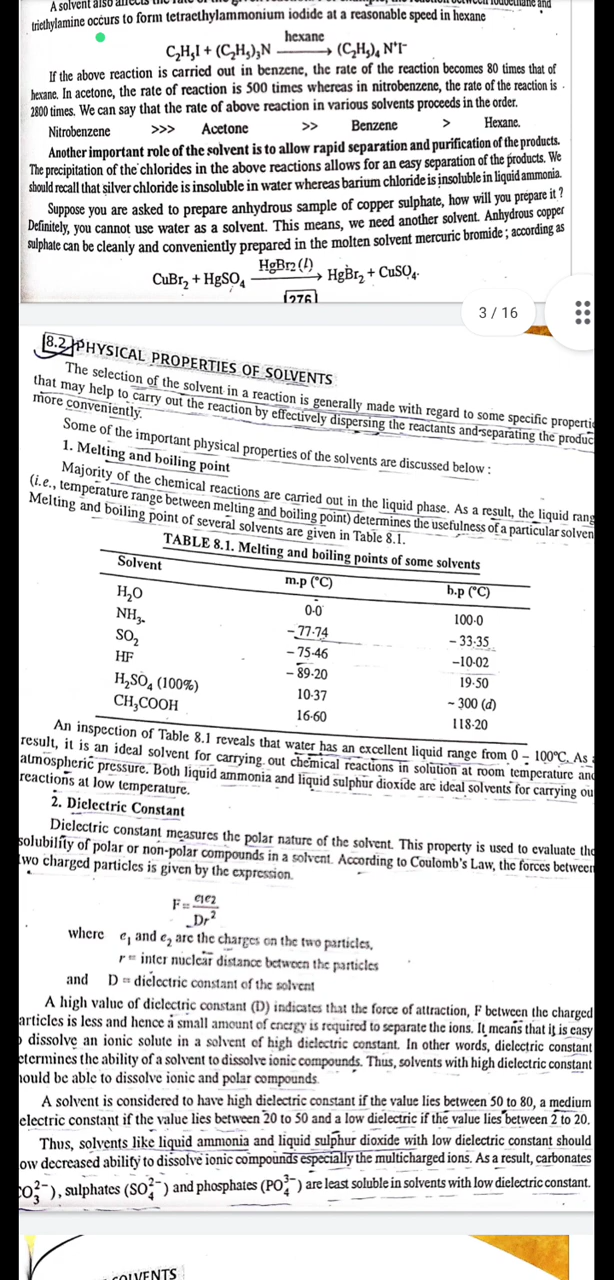 A solvent also
triethylamine occurs to form tetraethylammonium iodide at a reasonable speed in hexane
hexane
C₂H₅I + (C₂H₅)₃N ⟶ (C₂H₅)₄ N⁺I⁻
If the above reaction is carried out in benzene, the rate of the reaction becomes 80 times that of
hexane. In acetone, the rate of reaction is 500 times whereas in nitrobenzene, the rate of the reaction is
2800 times. We can say that the rate of above reaction in various solvents proceeds in the order.
Nitrobenzene >>> Acetone >> Benzene > Hexane.
Another important role of the solvent is to allow rapid separation and purification of the products.
The precipitation of the chlorides in the above reactions allows for an easy separation of the products. We
should recall that silver chloride is insoluble in water whereas barium chloride is insoluble in liquid ammonia.
Suppose you are asked to prepare anhydrous sample of copper sulphate, how will you prepare it ?
Definitely, you cannot use water as a solvent. This means, we need another solvent. Anhydrous copper
sulphate can be cleanly and conveniently prepared in the molten solvent mercuric bromide ; according as
HgBr₂ (l)
CuBr₂ + HgSO₄ ⟶ HgBr₂ + CuSO₄.
276
3 / 16
8.2 PHYSICAL PROPERTIES OF SOLVENTS
The selection of the solvent in a reaction is generally made with regard to some specific properti
that may help to carry out the reaction by effectively dispersing the reactants and separating the produc
more conveniently.
Some of the important physical properties of the solvents are discussed below :
1. Melting and boiling point
Majority of the chemical reactions are carried out in the liquid phase. As a result, the liquid rang
(i.e., temperature range between melting and boiling point) determines the usefulness of a particular solven
Melting and boiling point of several solvents are given in Table 8.1.
TABLE 8.1. Melting and boiling points of some solvents
Solvent m.p (°C) b.p (°C)
H₂O 0·0 100·0
NH₃ – 77·74 – 33·35
SO₂ – 75·46 –10·02
HF – 89·20 19·50
H₂SO₄ (100%) 10·37 ~ 300 (d)
CH₃COOH 16·60 118·20
An inspection of Table 8.1 reveals that water has an excellent liquid range from 0 – 100°C. As
result, it is an ideal solvent for carrying out chemical reactions in solution at room temperature and
atmospheric pressure. Both liquid ammonia and liquid sulphur dioxide are ideal solvents for carrying ou
reactions at low temperature.
2. Dielectric Constant
Dielectric constant measures the polar nature of the solvent. This property is used to evaluate the
solubility of polar or non-polar compounds in a solvent. According to Coulomb's Law, the forces between
two charged particles is given by the expression.
F = e₁e₂ / Dr²
where e₁ and e₂ are the charges on the two particles,
r = inter nuclear distance between the particles
and D = dielectric constant of the solvent
A high value of dielectric constant (D) indicates that the force of attraction, F between the charged
articles is less and hence a small amount of energy is required to separate the ions. It means that it is easy
dissolve an ionic solute in a solvent of high dielectric constant. In other words, dielectric constant
etermines the ability of a solvent to dissolve ionic compounds. Thus, solvents with high dielectric constant
hould be able to dissolve ionic and polar compounds.
A solvent is considered to have high dielectric constant if the value lies between 50 to 80, a medium
electric constant if the value lies between 20 to 50 and a low dielectric if the value lies between 2 to 20.
Thus, solvents like liquid ammonia and liquid sulphur dioxide with low dielectric constant should
ow decreased ability to dissolve ionic compounds especially the multicharged ions. As a result, carbonates
CO₃²⁻), sulphates (SO₄²⁻) and phosphates (PO₄³⁻) are least soluble in solvents with low dielectric constant.
SOLVENTS